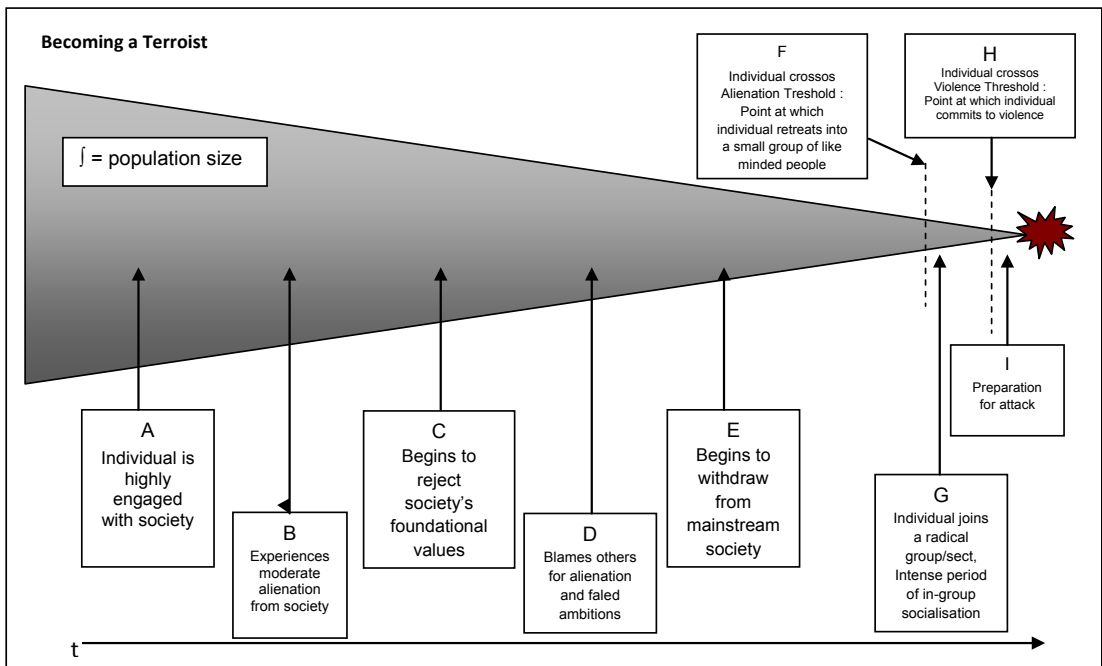 Becoming a Terroist
∫ = population size
F
Individual crossos
Alienation Treshold :
Point at which
individual retreats into
a small group of like
minded people
H
Individual crossos
Violence Threshold :
Point at which individual
commits to violence
A
Individual is
highly
engaged
with society
B
Experiences
moderate
alienation
from society
C
Begins to
reject
society’s
foundational
values
D
Blames others
for alienation
and faled
ambitions
E
Begins to
withdraw
from
mainstream
society
G
Individual joins
a radical
group/sect,
Intense period
of in-group
socialisation
I
Preparation
for attack
t